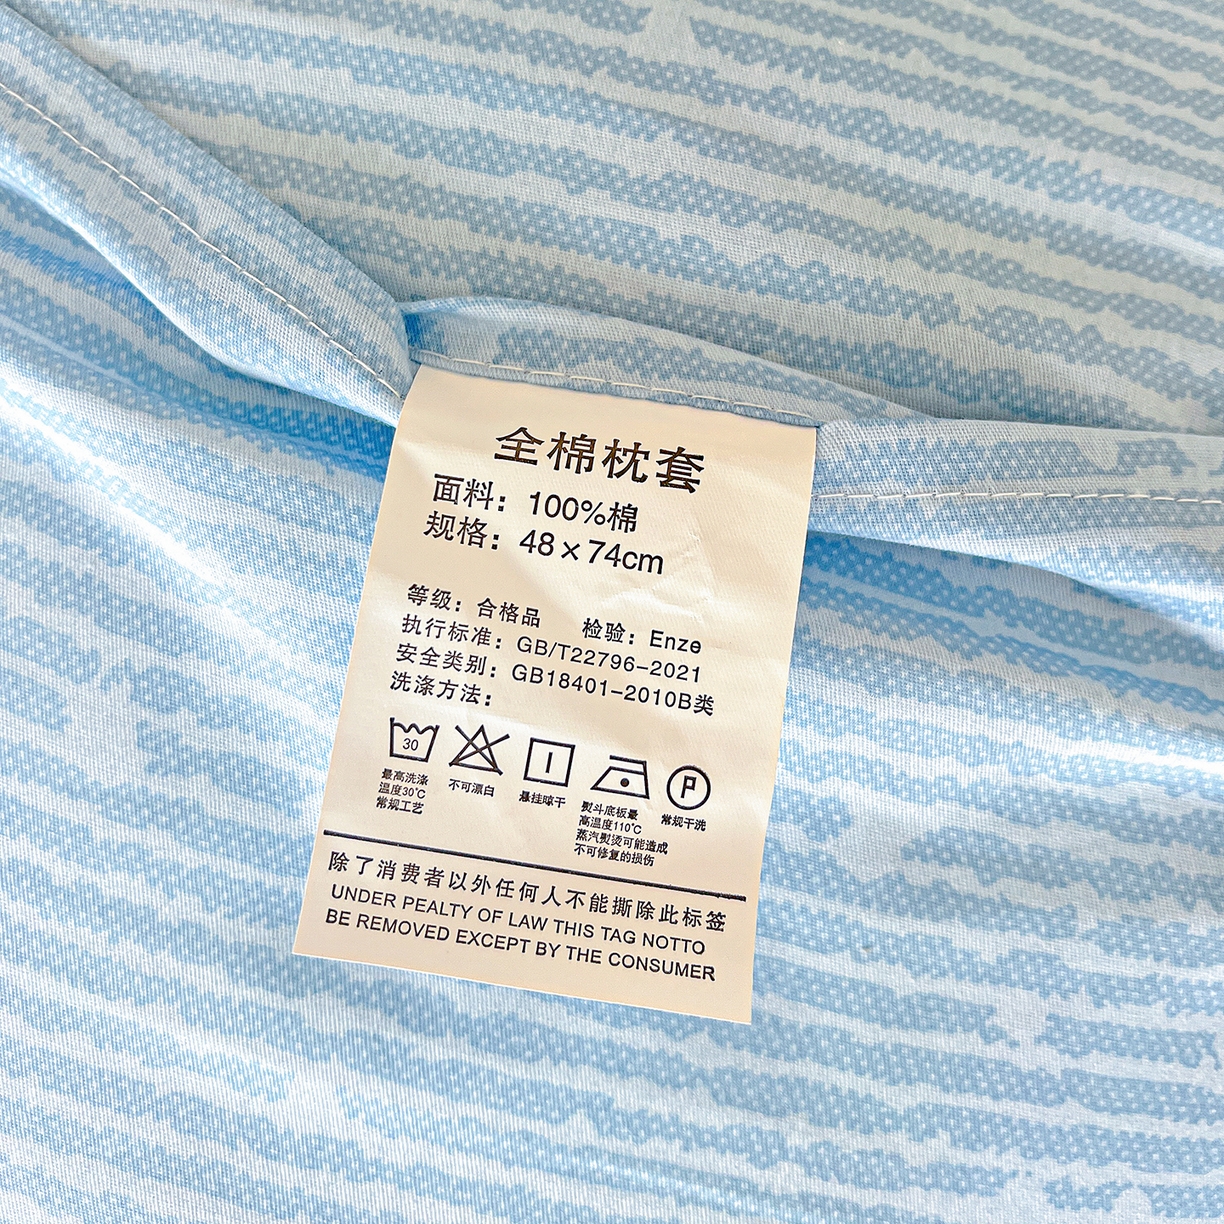 全棉枕套
面料：100%棉
规格：48×74cm
等级：合格品 检验：Enze
执行标准：GB/T22796-2021
安全类别：GB18401-2010B类
洗涤方法：
30 P
最高洗涤
温度30℃
常规工艺
不可漂白
悬挂晾干
熨斗底板最
高温度110℃
蒸汽熨烫可能造成
不可修复的损伤
常规干洗
除了消费者以外任何人不能撕除此标签
UNDER PEALTY OF LAW THIS TAG NOTTO
BE REMOVED EXCEPT BY THE CONSUMER